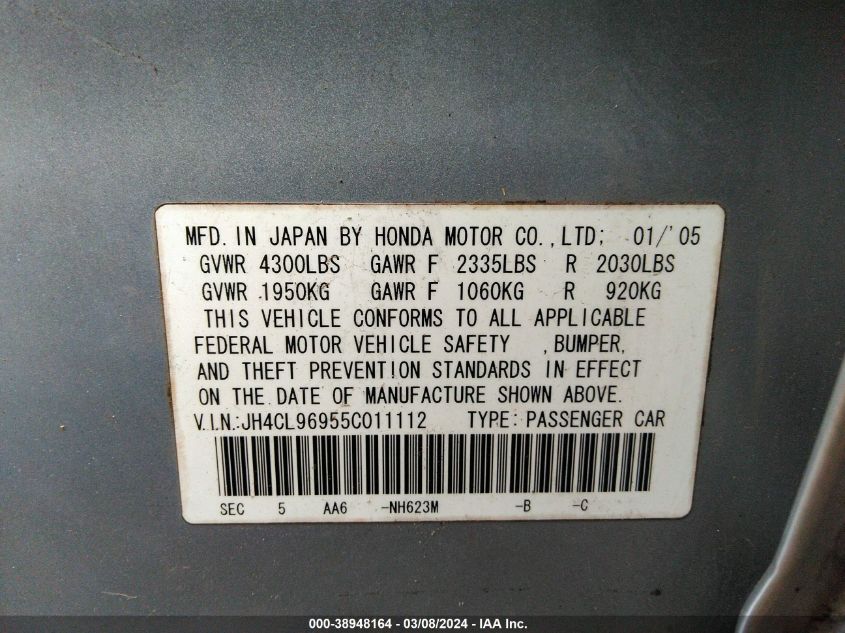 MFD. IN JAPAN BY HONDA MOTOR CO.,LTD; 01/'05
GVWR 4300LBS GAWR F 2335LBS R 2030LBS
GVWR 1950KG GAWR F 1060KG R 920KG
THIS VEHICLE CONFORMS TO ALL APPLICABLE
FEDERAL MOTOR VEHICLE SAFETY ,BUMPER,
AND THEFT PREVENTION STANDARDS IN EFFECT
ON THE DATE OF MANUFACTURE SHOWN ABOVE.
V.I.N.:JH4CL96955C011112 TYPE: PASSENGER CAR
SEC 5 AA6 -NH623M -B -C
000-38948164 - 03/08/2024 - IAA Inc.